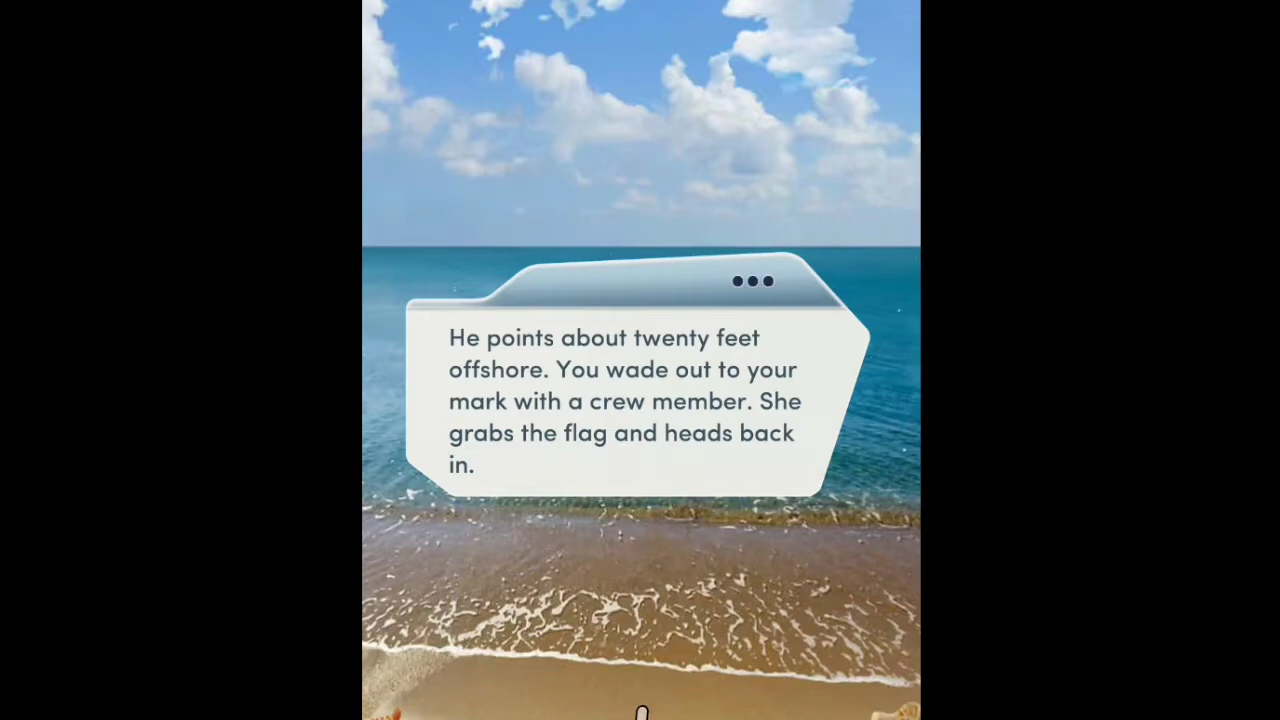 He points about twenty feet
offshore. You wade out to your
mark with a crew member. She
grabs the flag and heads back
in.